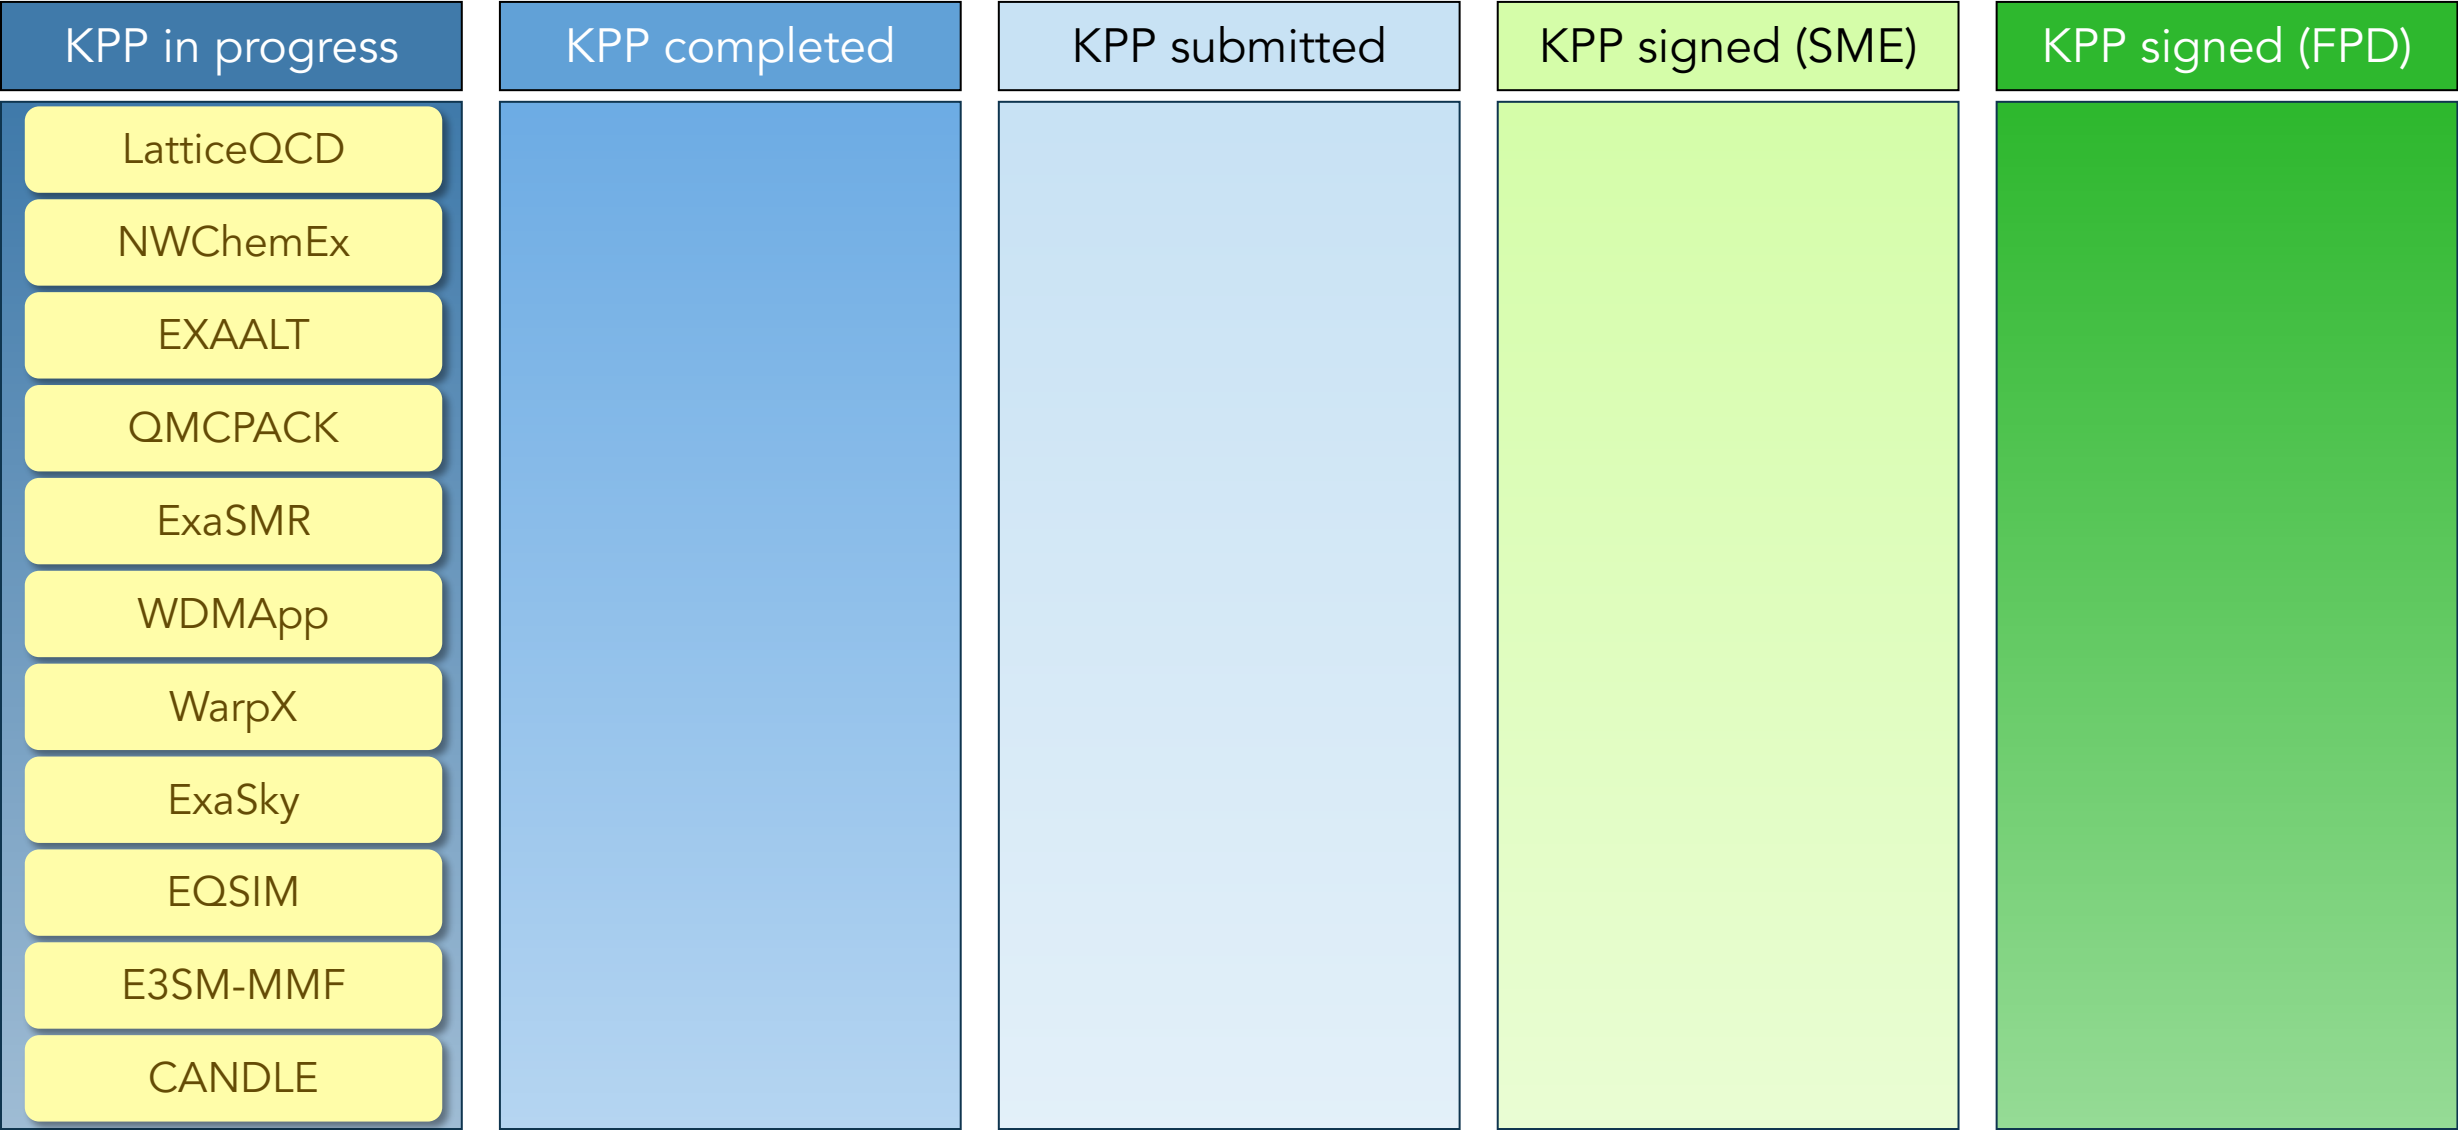 KPP in progress
KPP completed
KPP submitted
KPP signed (SME)
KPP signed (FPD)
LatticeQCD
NWChemEx
EXAALT
QMCPACK
ExaSMR
WDMApp
WarpX
ExaSky
EQSIM
E3SM-MMF
CANDLE